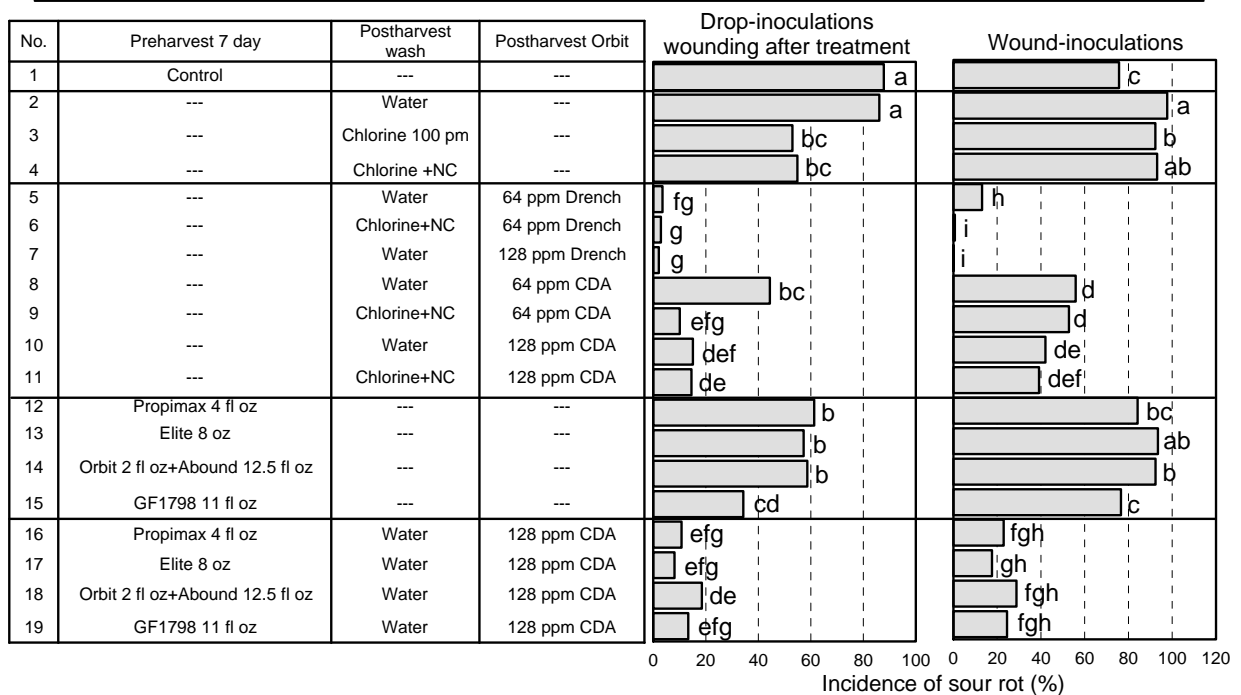 Drop-inoculations
wounding after treatment
Wound-inoculations
No. Preharvest 7 day Postharvest wash Postharvest Orbit
1 Control --- --- a c
2 --- Water --- a a
3 --- Chlorine 100 pm --- bc b
4 --- Chlorine +NC --- bc ab
5 --- Water 64 ppm Drench fg h
6 --- Chlorine+NC 64 ppm Drench g i
7 --- Water 128 ppm Drench g i
8 --- Water 64 ppm CDA bc d
9 --- Chlorine+NC 64 ppm CDA efg d
10 --- Water 128 ppm CDA def de
11 --- Chlorine+NC 128 ppm CDA de def
12 Propimax 4 fl oz --- --- b bc
13 Elite 8 oz --- --- b ab
14 Orbit 2 fl oz+Abound 12.5 fl oz --- --- b b
15 GF1798 11 fl oz --- --- cd c
16 Propimax 4 fl oz Water 128 ppm CDA efg fgh
17 Elite 8 oz Water 128 ppm CDA efg gh
18 Orbit 2 fl oz+Abound 12.5 fl oz Water 128 ppm CDA de fgh
19 GF1798 11 fl oz Water 128 ppm CDA efg fgh
0 20 40 60 80 100 0 20 40 60 80 100 120
Incidence of sour rot (%)